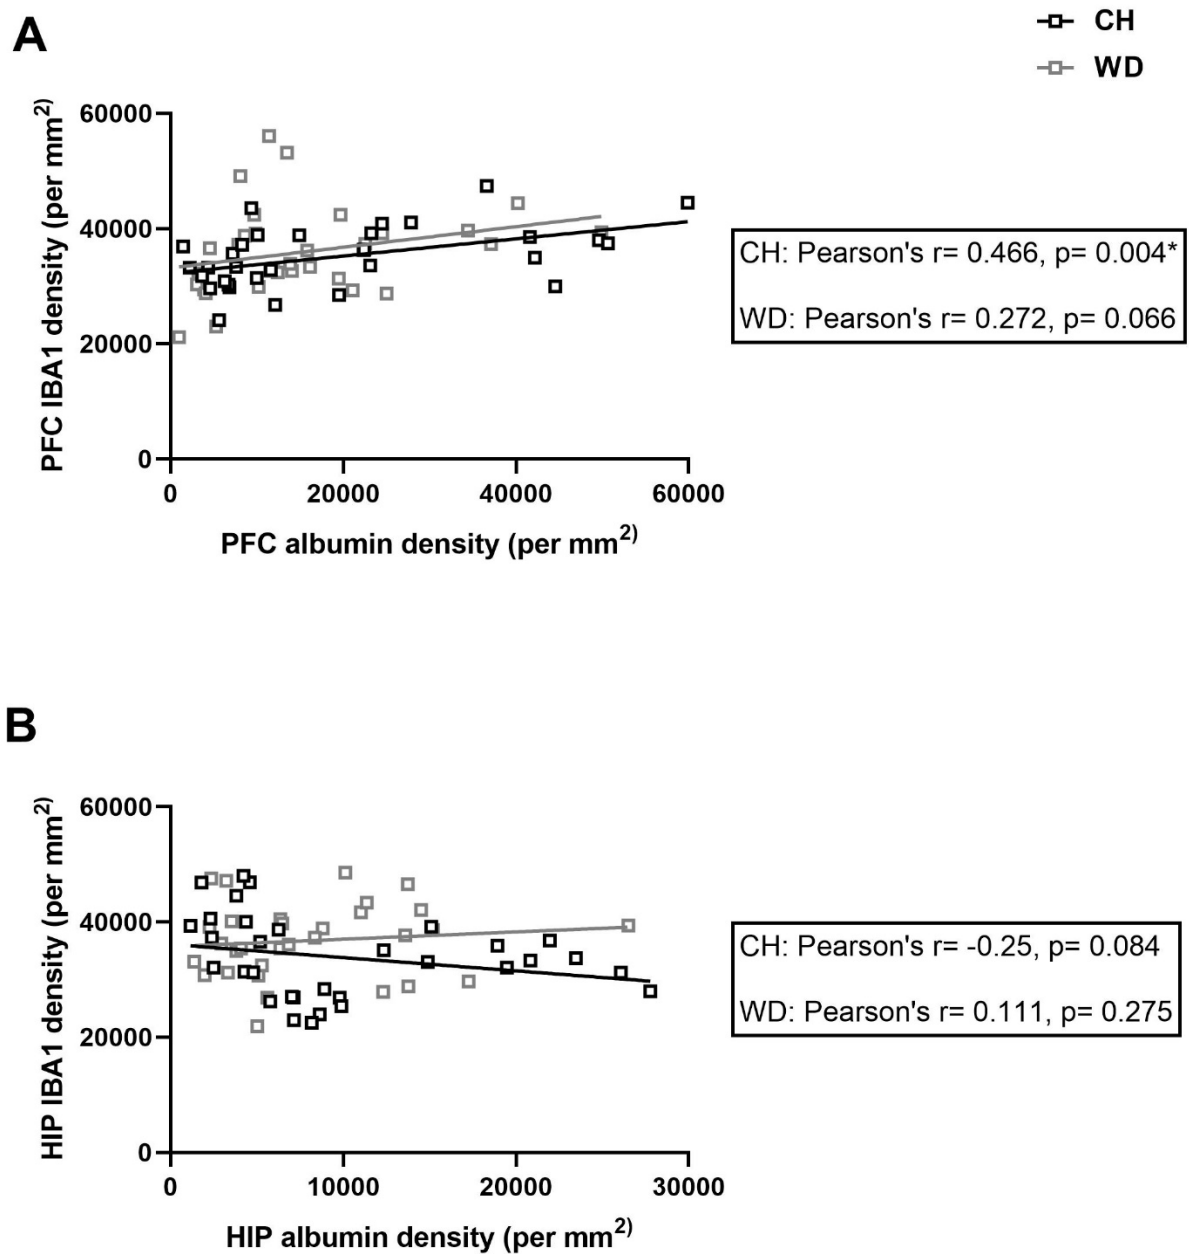 A
CH
WD
PFC IBA1 density (per mm2)
60000
40000
20000
0
0 20000 40000 60000
PFC albumin density (per mm2)
CH: Pearson's r= 0.466, p= 0.004*
WD: Pearson's r= 0.272, p= 0.066
B
HIP IBA1 density (per mm2)
60000
40000
20000
0
0 10000 20000 30000
HIP albumin density (per mm2)
CH: Pearson's r= -0.25, p= 0.084
WD: Pearson's r= 0.111, p= 0.275